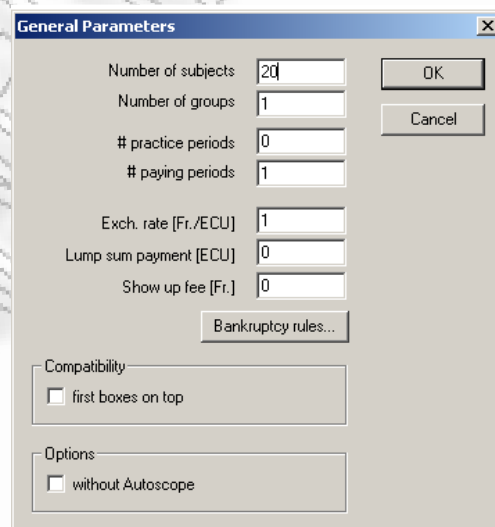 General Parameters
Number of subjects 20
OK
Number of groups 1
Cancel
# practice periods 0
# paying periods 1
Exch. rate [Fr./ECU] 1
Lump sum payment [ECU] 0
Show up fee [Fr.] 0
Bankruptcy rules...
Compatibility
first boxes on top
Options
without Autoscope